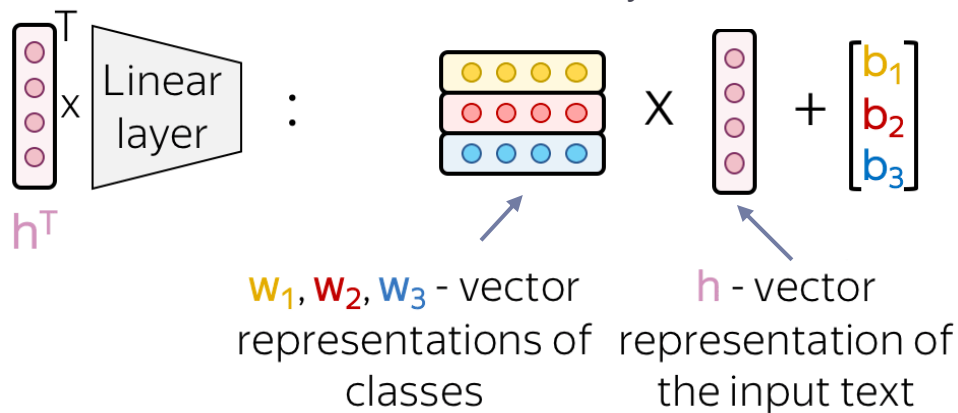 T
x Linear
layer
:
X
+
b₁
b₂
b₃
hᵀ
w₁, w₂, w₃ - vector
representations of
classes
h - vector
representation of
the input text